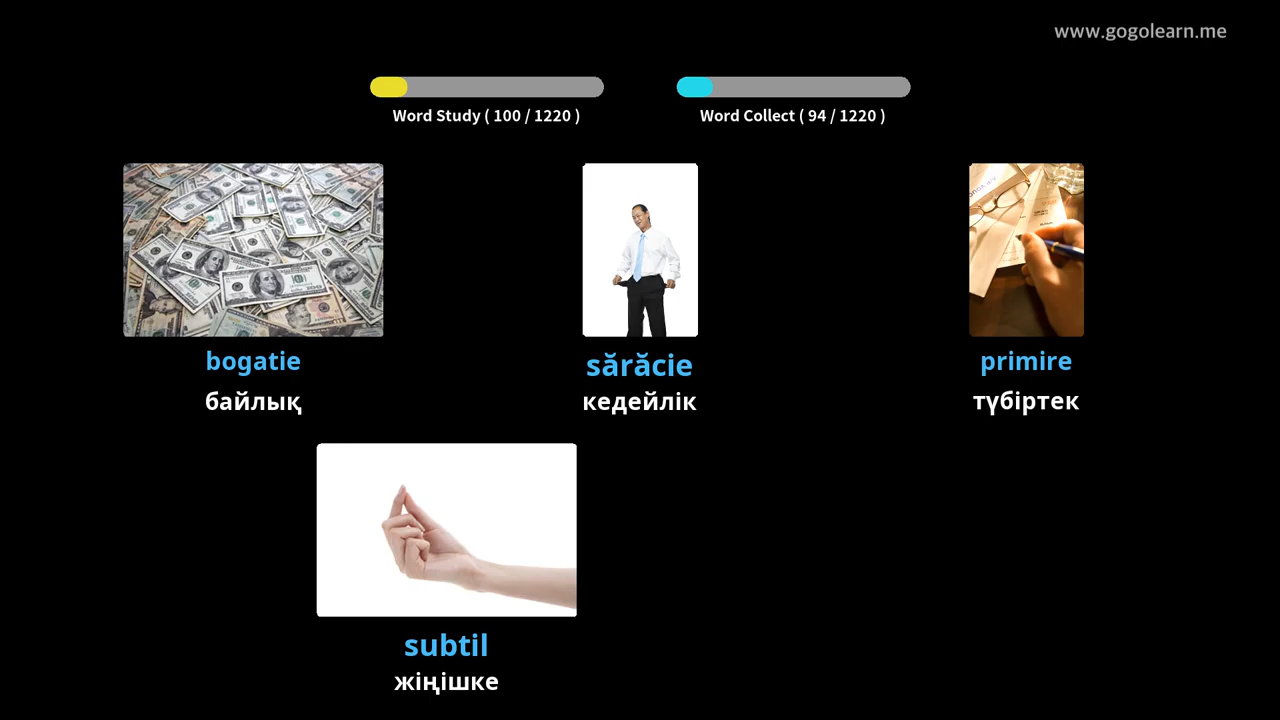 www.gogolearn.me
Word Study ( 100 / 1220 )
Word Collect ( 94 / 1220 )
bogatie
байлық
sărăcie
кедейлік
primire
түбіртек
subtil
жіңішке